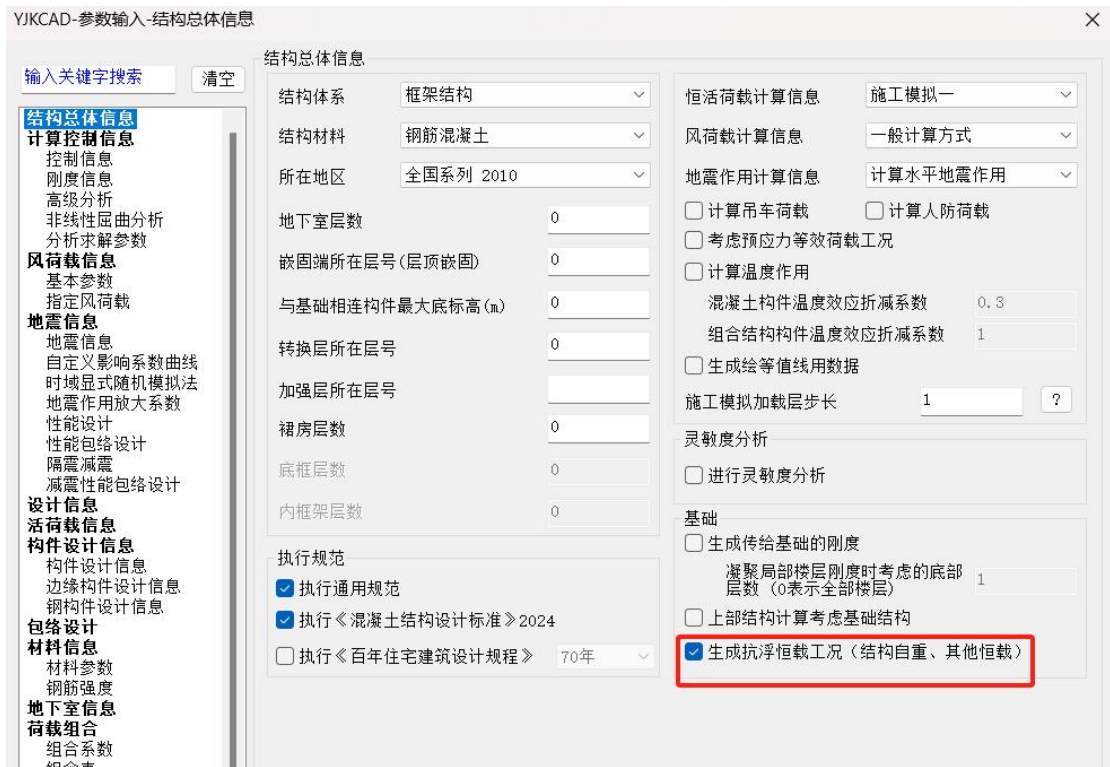 YJKCAD-参数输入-结构总体信息
输入关键字搜索
清空
结构总体信息
计算控制信息
控制信息
刚度信息
高级分析
非线性屈曲分析
分析求解参数
风荷载信息
基本参数
指定风荷载
地震信息
地震信息
自定义影响系数曲线
时域显式随机模拟法
地震作用放大系数
性能设计
性能包络设计
隔震减震
减震性能包络设计
设计信息
活荷载信息
构件设计信息
构件设计信息
边缘构件设计信息
钢构件设计信息
包络设计
材料信息
材料参数
钢筋强度
地下室信息
荷载组合
组合系数
结构总体信息
结构体系 框架结构
结构材料 钢筋混凝土
所在地区 全国系列 2010
地下室层数 0
嵌固端所在层号(层顶嵌固) 0
与基础相连构件最大底标高(m) 0
转换层所在层号 0
加强层所在层号
裙房层数 0
底框层数 0
内框架层数 0
执行规范
执行通用规范
执行《混凝土结构设计标准》2024
执行《百年住宅建筑设计规程》 70年
恒活荷载计算信息 施工模拟一
风荷载计算信息 一般计算方式
地震作用计算信息 计算水平地震作用
计算吊车荷载 计算人防荷载
考虑预应力等效荷载工况
计算温度作用
混凝土构件温度效应折减系数 0.3
组合结构构件温度效应折减系数 1
生成绘等值线用数据
施工模拟加载层步长 1 ?
灵敏度分析
进行灵敏度分析
基础
生成传给基础的刚度
凝聚局部楼层刚度时考虑的底部
层数（0表示全部楼层） 1
上部结构计算考虑基础结构
生成抗浮恒载工况（结构自重、其他恒载）